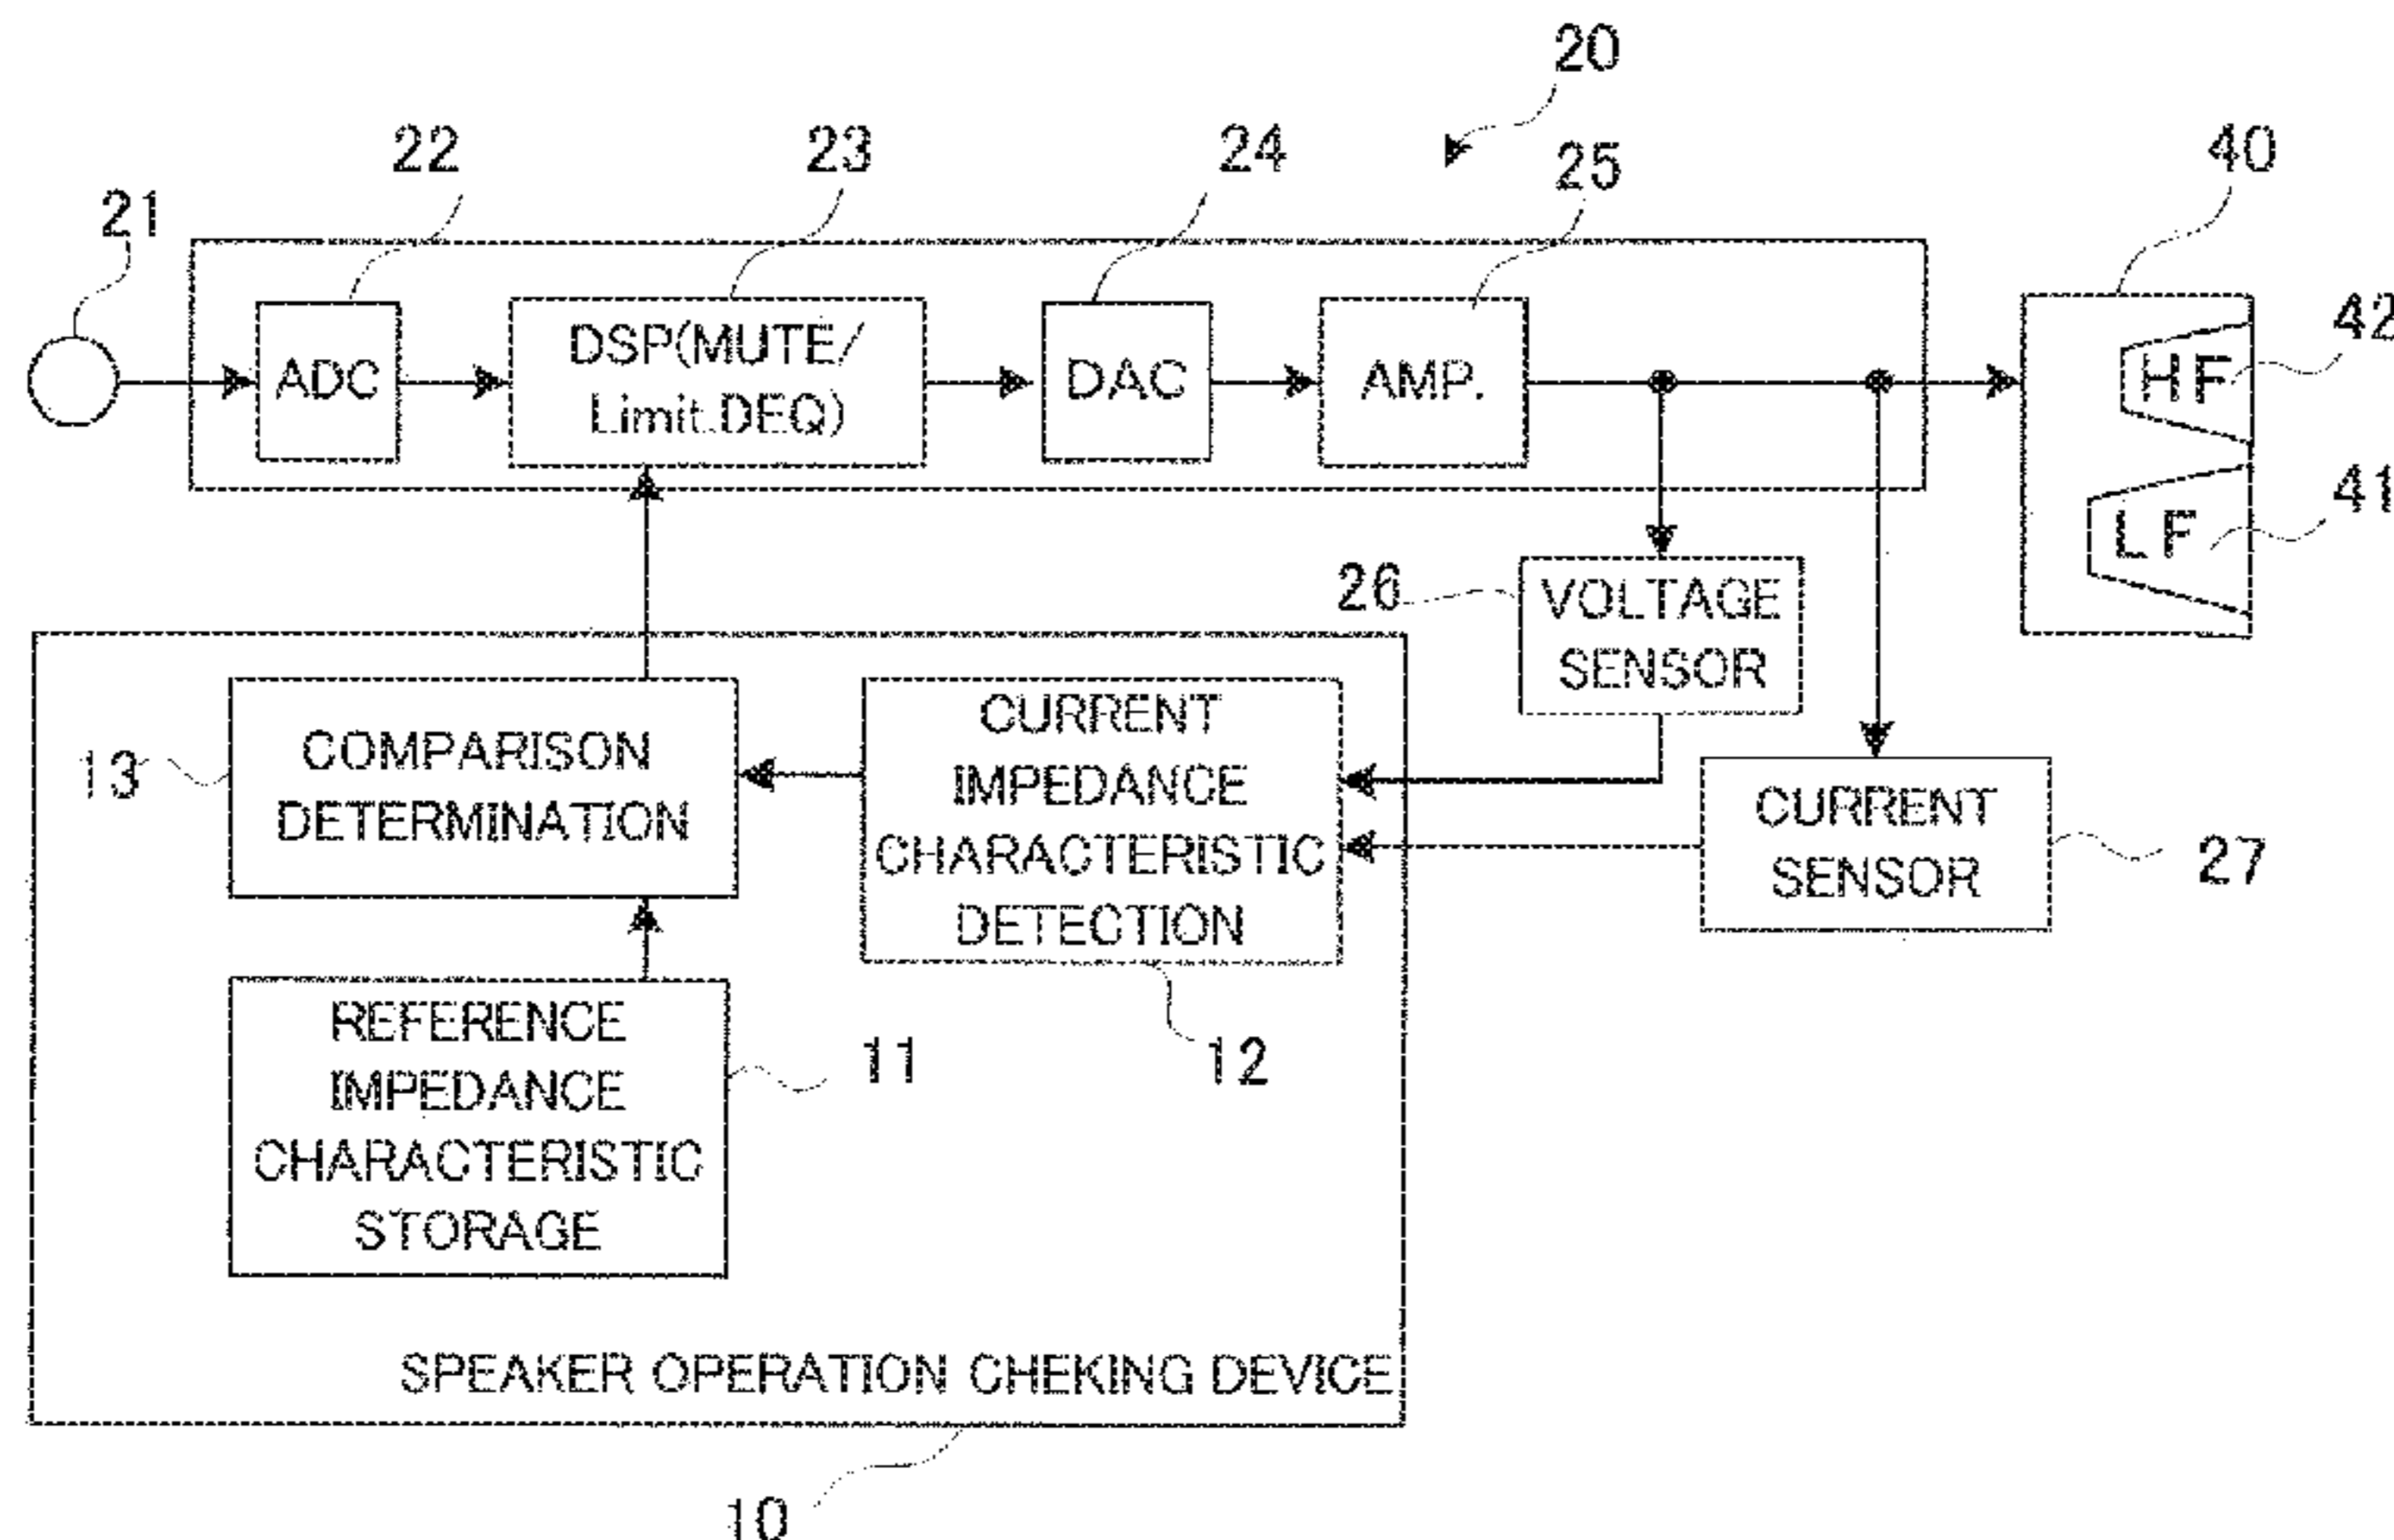 20
22
23
24
25
40
21
ADC
DSP(MUTE/
Limit.DEQ)
DAC
AMP.
HF
42
LF
41
26
VOLTAGE
SENSOR
13
COMPARISON
DETERMINATION
CURRENT
IMPEDANCE
CHARACTERISTIC
DETECTION
CURRENT
SENSOR
27
REFERENCE
IMPEDANCE
CHARACTERISTIC
STORAGE
11
12
SPEAKER OPERATION CHEKING DEVICE
10